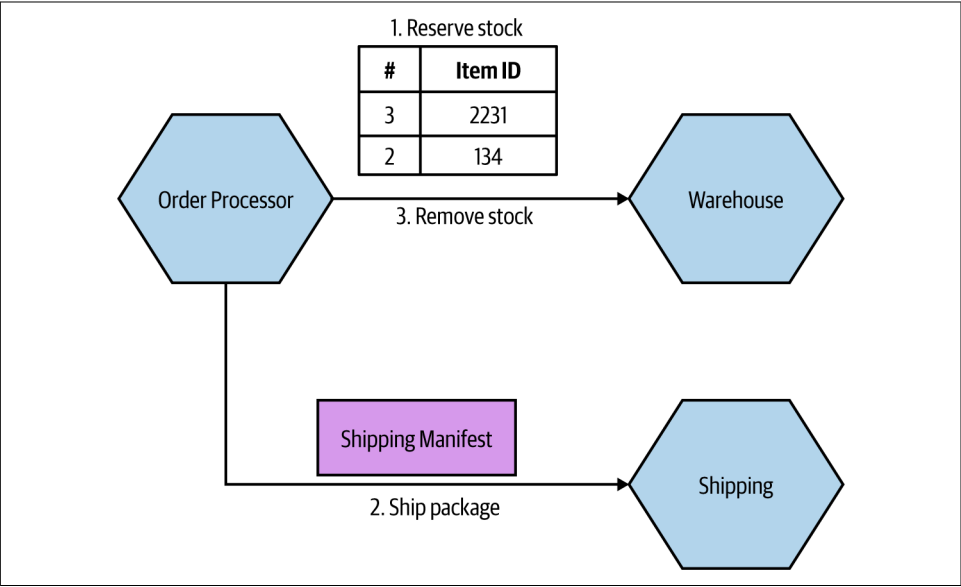 1. Reserve stock
# Item ID
3 2231
2 134
Order Processor
Warehouse
3. Remove stock
Shipping Manifest
Shipping
2. Ship package